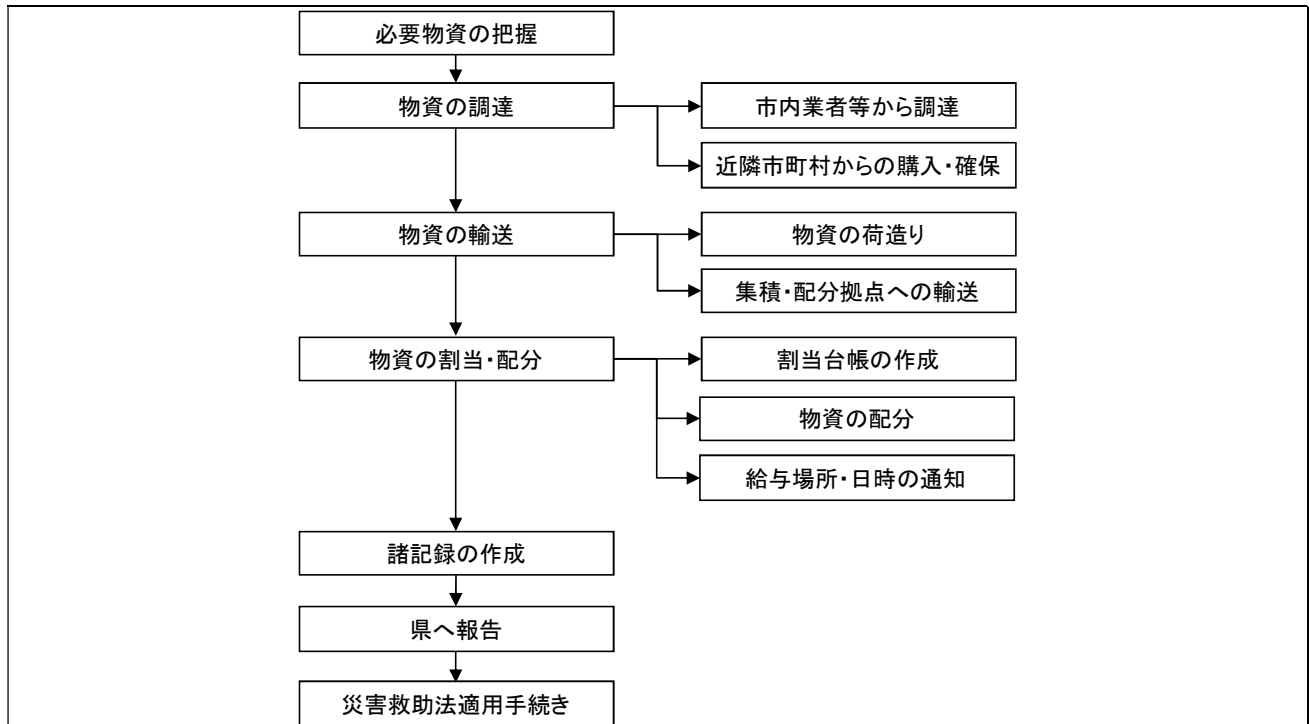 必要物資の把握
物資の調達
市内業者等から調達
近隣市町村からの購入・確保
物資の輸送
物資の荷造り
集積・配分拠点への輸送
物資の割当・配分
割当台帳の作成
物資の配分
給与場所・日時の通知
諸記録の作成
県へ報告
災害救助法適用手続き